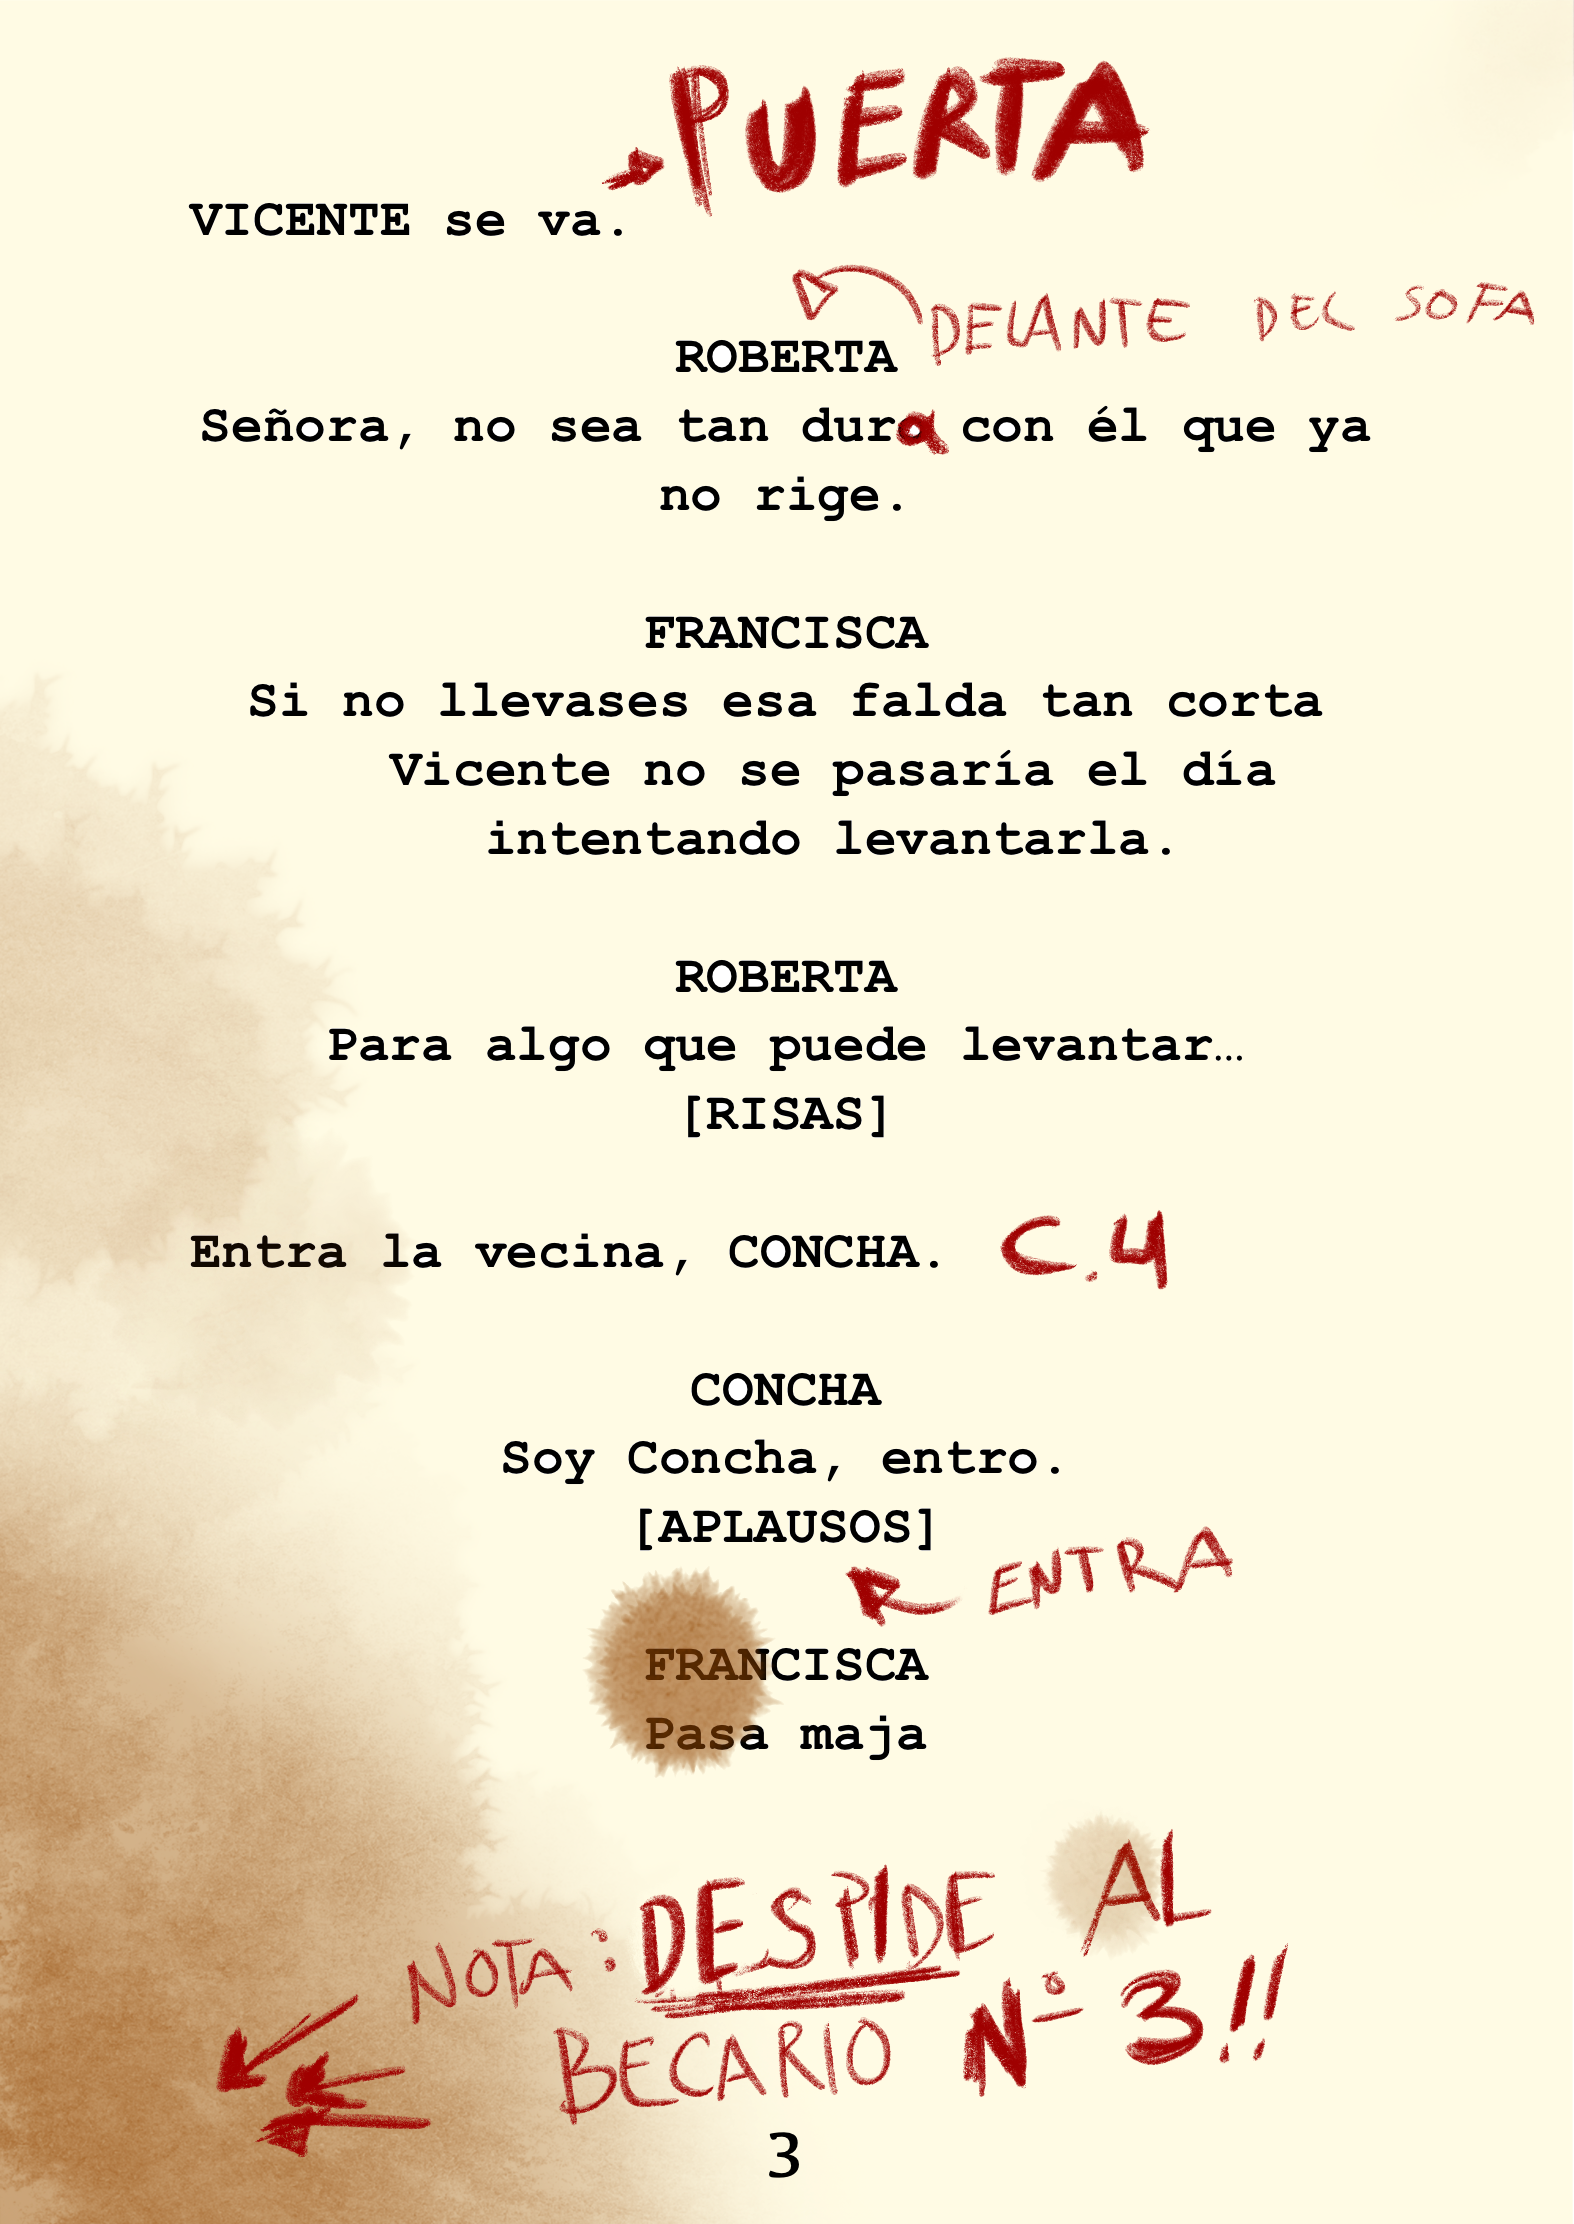 PUERTA
VICENTE se va.
DELANTE DEL SOFA
ROBERTA
Señora, no sea tan dura con él que ya
no rige.
FRANCISCA
Si no llevases esa falda tan corta
Vicente no se pasaría el día
intentando levantarla.
ROBERTA
Para algo que puede levantar…
[RISAS]
Entra la vecina, CONCHA. C.4
CONCHA
Soy Concha, entro.
[APLAUSOS]
ENTRA
FRANCISCA
Pasa maja
NOTA: DESPIDE AL
BECARIO Nº 3!!
3